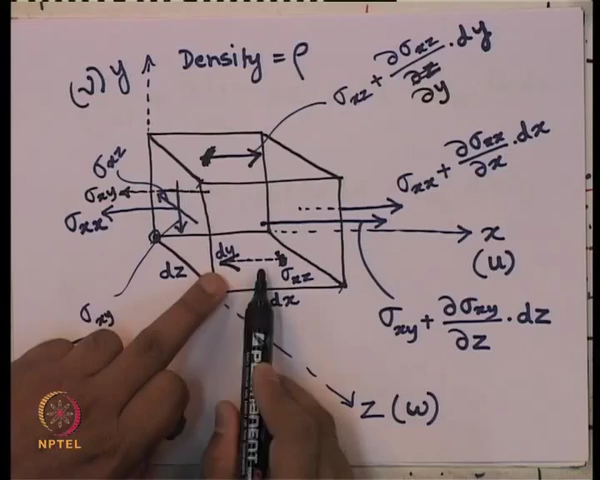 (v) y
Density = ρ
σxz + ∂σxz/∂y . dy
σxx + ∂σxx/∂x . dx
σxz
σxy
σxx
x
(u)
dy
dz
σxz
dx
σxy
σxy + ∂σxy/∂z . dz
z (w)
NPTEL